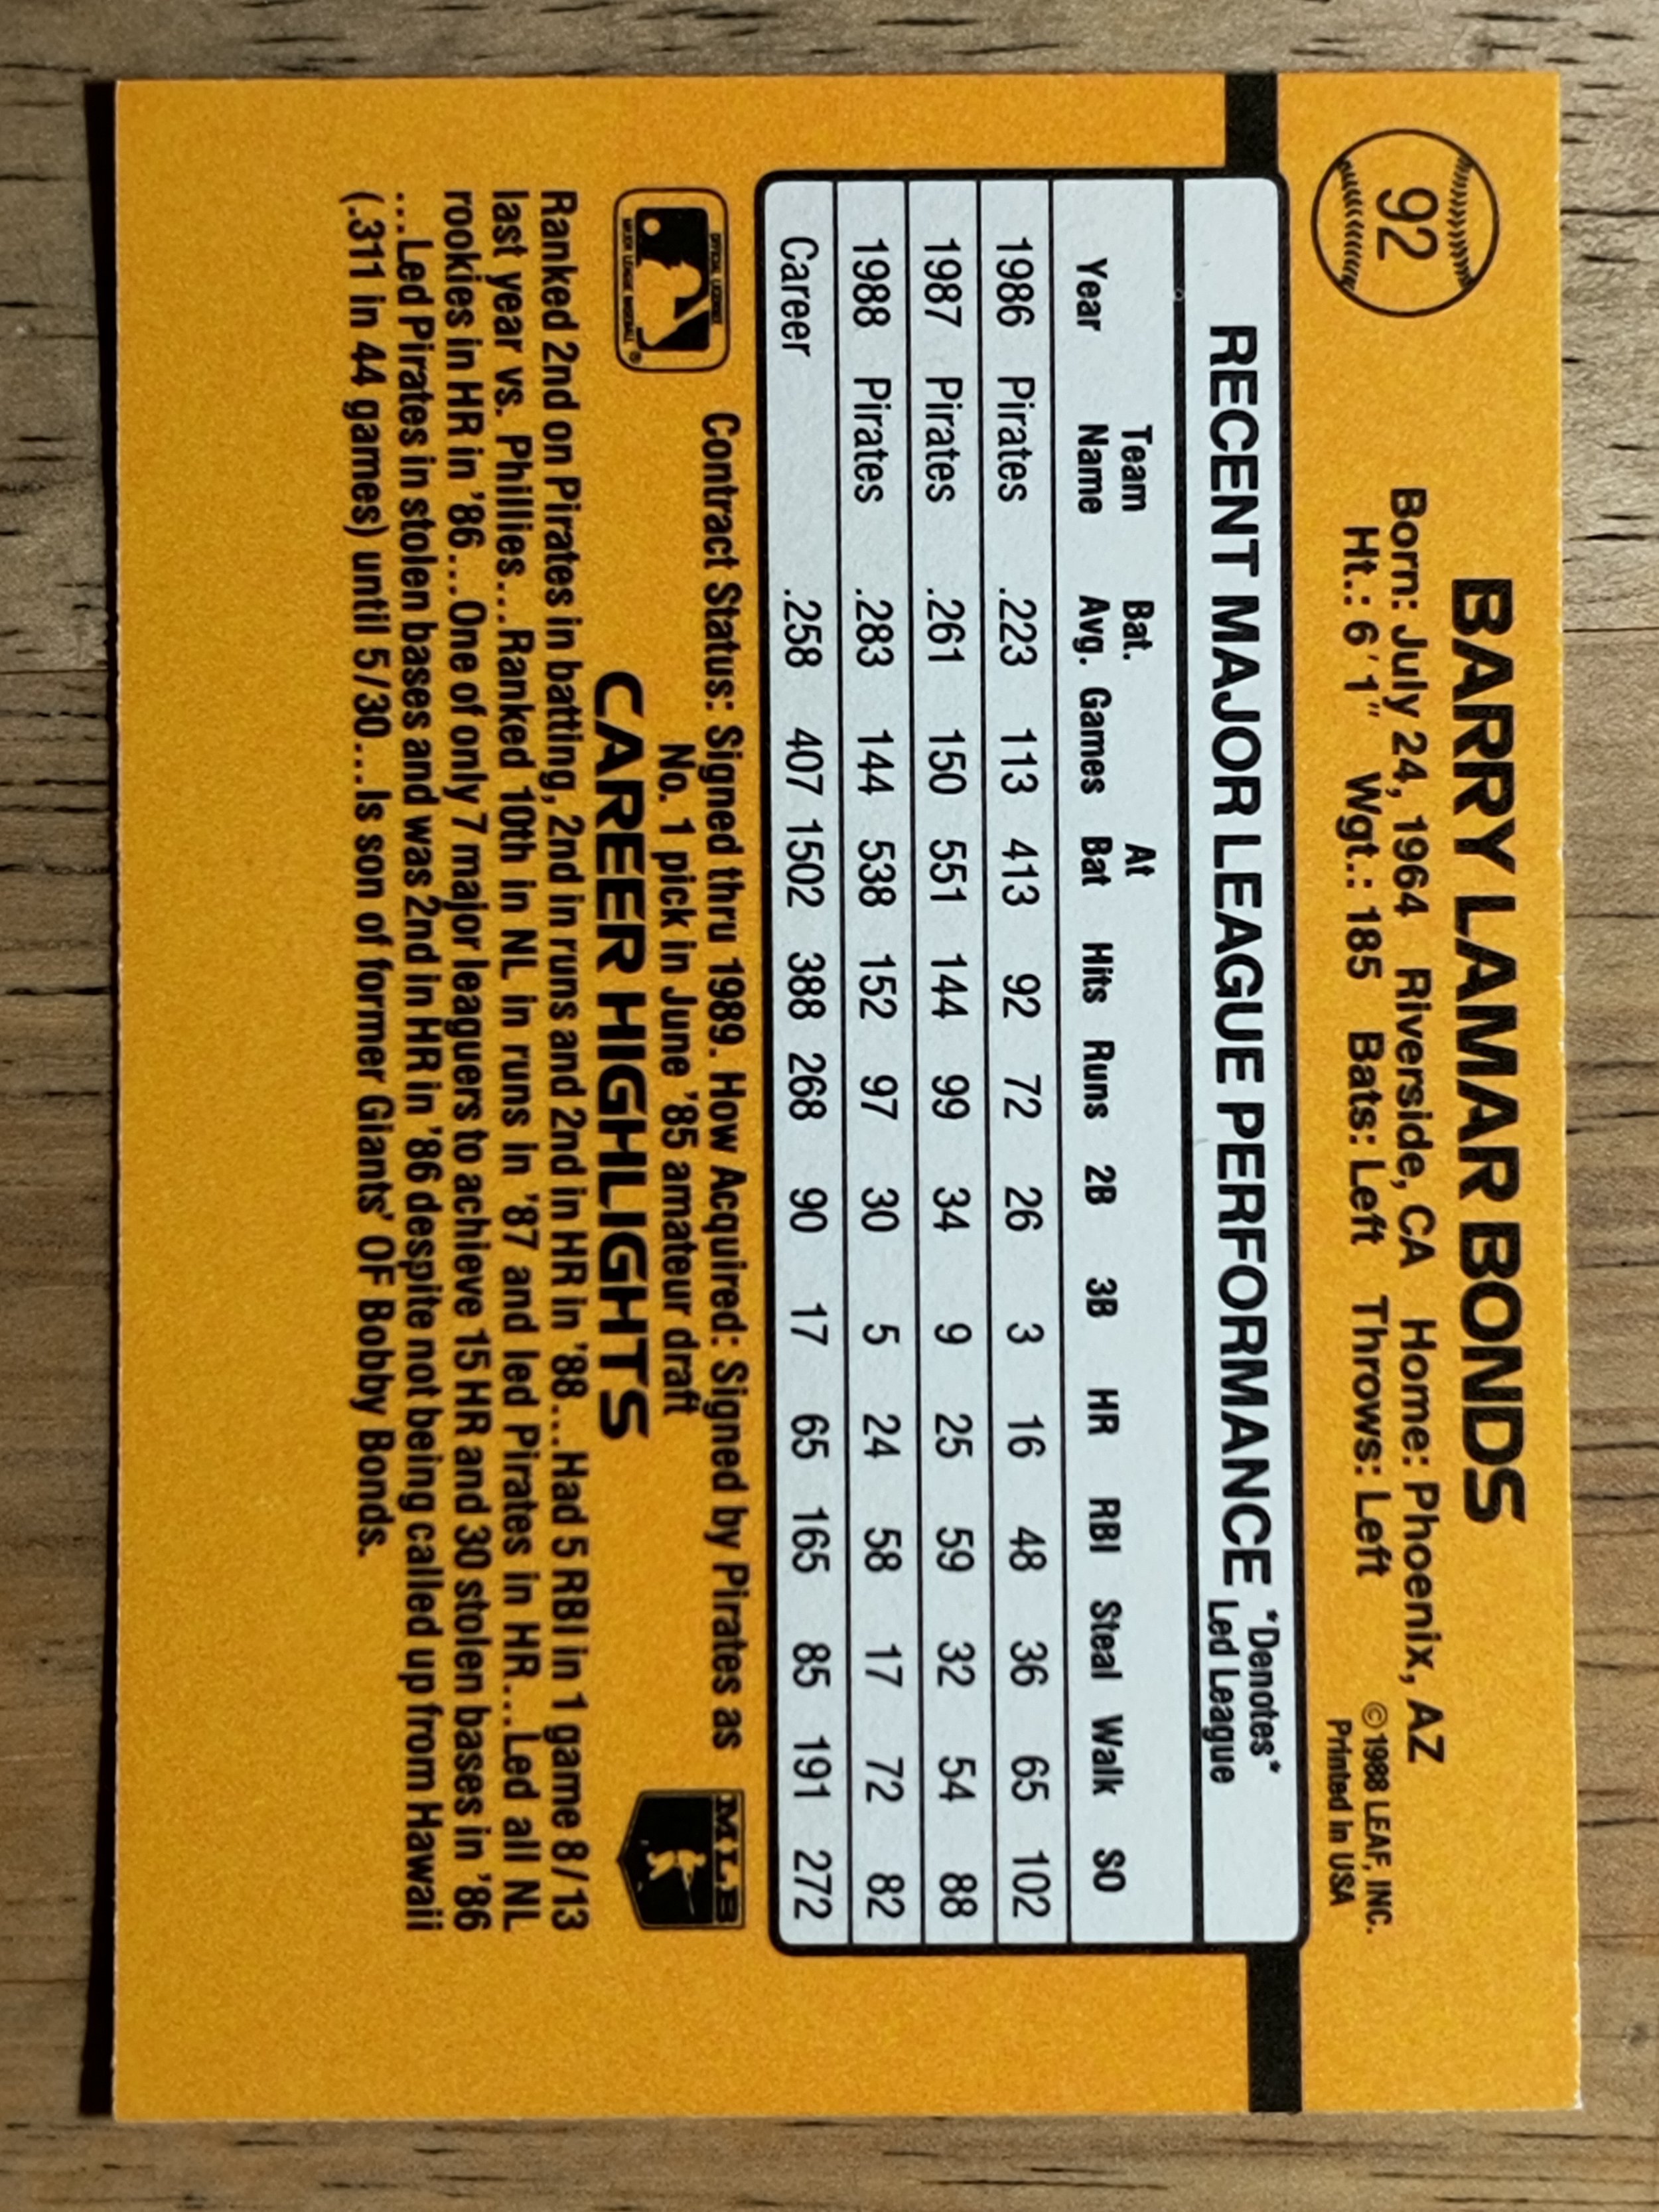 92
BARRY LAMAR BONDS
Born: July 24, 1964 Riverside, CA Home: Phoenix, AZ
Ht.: 6'1" Wgt.: 185 Bats: Left Throws: Left
© 1988 LEAF, INC.
Printed in USA
RECENT MAJOR LEAGUE PERFORMANCE *Denotes* Led League
Team Bat. At
Year Name Avg. Games Bat Hits Runs 2B 3B HR RBI Steal Walk SO
1986 Pirates .223 113 413 92 72 26 3 16 48 36 65 102
1987 Pirates .261 150 551 144 99 34 9 25 59 32 54 88
1988 Pirates .283 144 538 152 97 30 5 24 58 17 72 82
Career .258 407 1502 388 268 90 17 65 165 85 191 272
OFFICIAL LICENSEE
MAJOR LEAGUE BASEBALL ®
Contract Status: Signed thru 1989. How Acquired: Signed by Pirates as
No. 1 pick in June '85 amateur draft
MLB
CAREER HIGHLIGHTS
Ranked 2nd on Pirates in batting, 2nd in runs and 2nd in HR in '88...Had 5 RBI in 1 game 8/13
last year vs. Phillies...Ranked 10th in NL in runs in '87 and led Pirates in HR...Led all NL
rookies in HR in '86...One of only 7 major leaguers to achieve 15 HR and 30 stolen bases in '86
...Led Pirates in stolen bases and was 2nd in HR in '86 despite not being called up from Hawaii
(.311 in 44 games) until 5/30...Is son of former Giants' OF Bobby Bonds.